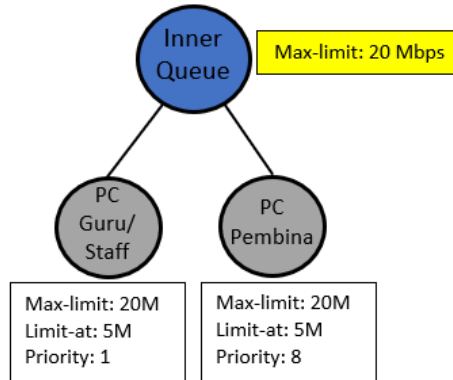 Inner
Queue
Max-limit: 20 Mbps
PC
Guru/
Staff
PC
Pembina
Max-limit: 20M
Limit-at: 5M
Priority: 1
Max-limit: 20M
Limit-at: 5M
Priority: 8